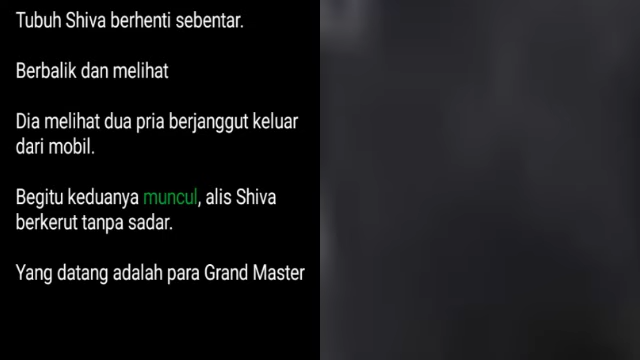 Tubuh Shiva berhenti sebentar.
Berbalik dan melihat
Dia melihat dua pria berjanggut keluar
dari mobil.
Begitu keduanya muncul, alis Shiva
berkerut tanpa sadar.
Yang datang adalah para Grand Master